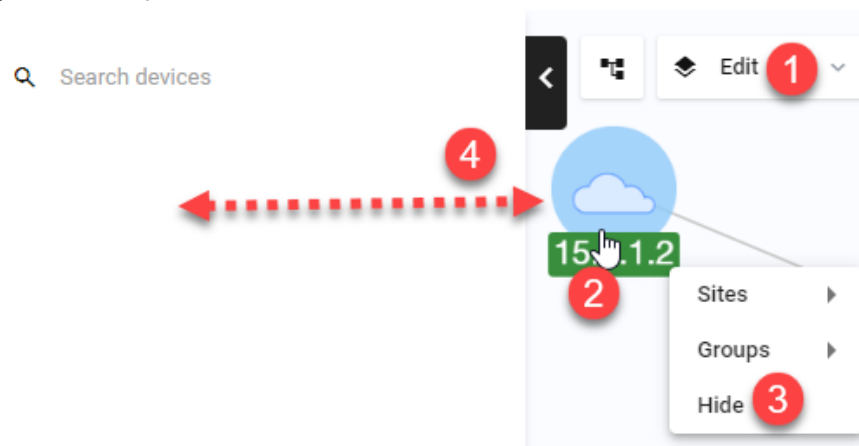 Search devices
Edit 1
4
15. .1.2
2
Sites
Groups
Hide 3